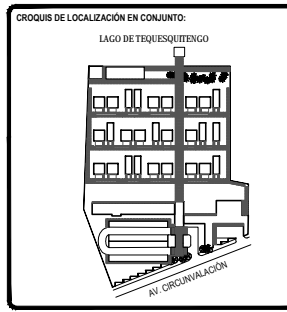 CROQUIS DE LOCALIZACIÓN EN CONJUNTO:
LAGO DE TEQUESQUITENGO
AV. CIRCUNVALACIÓN